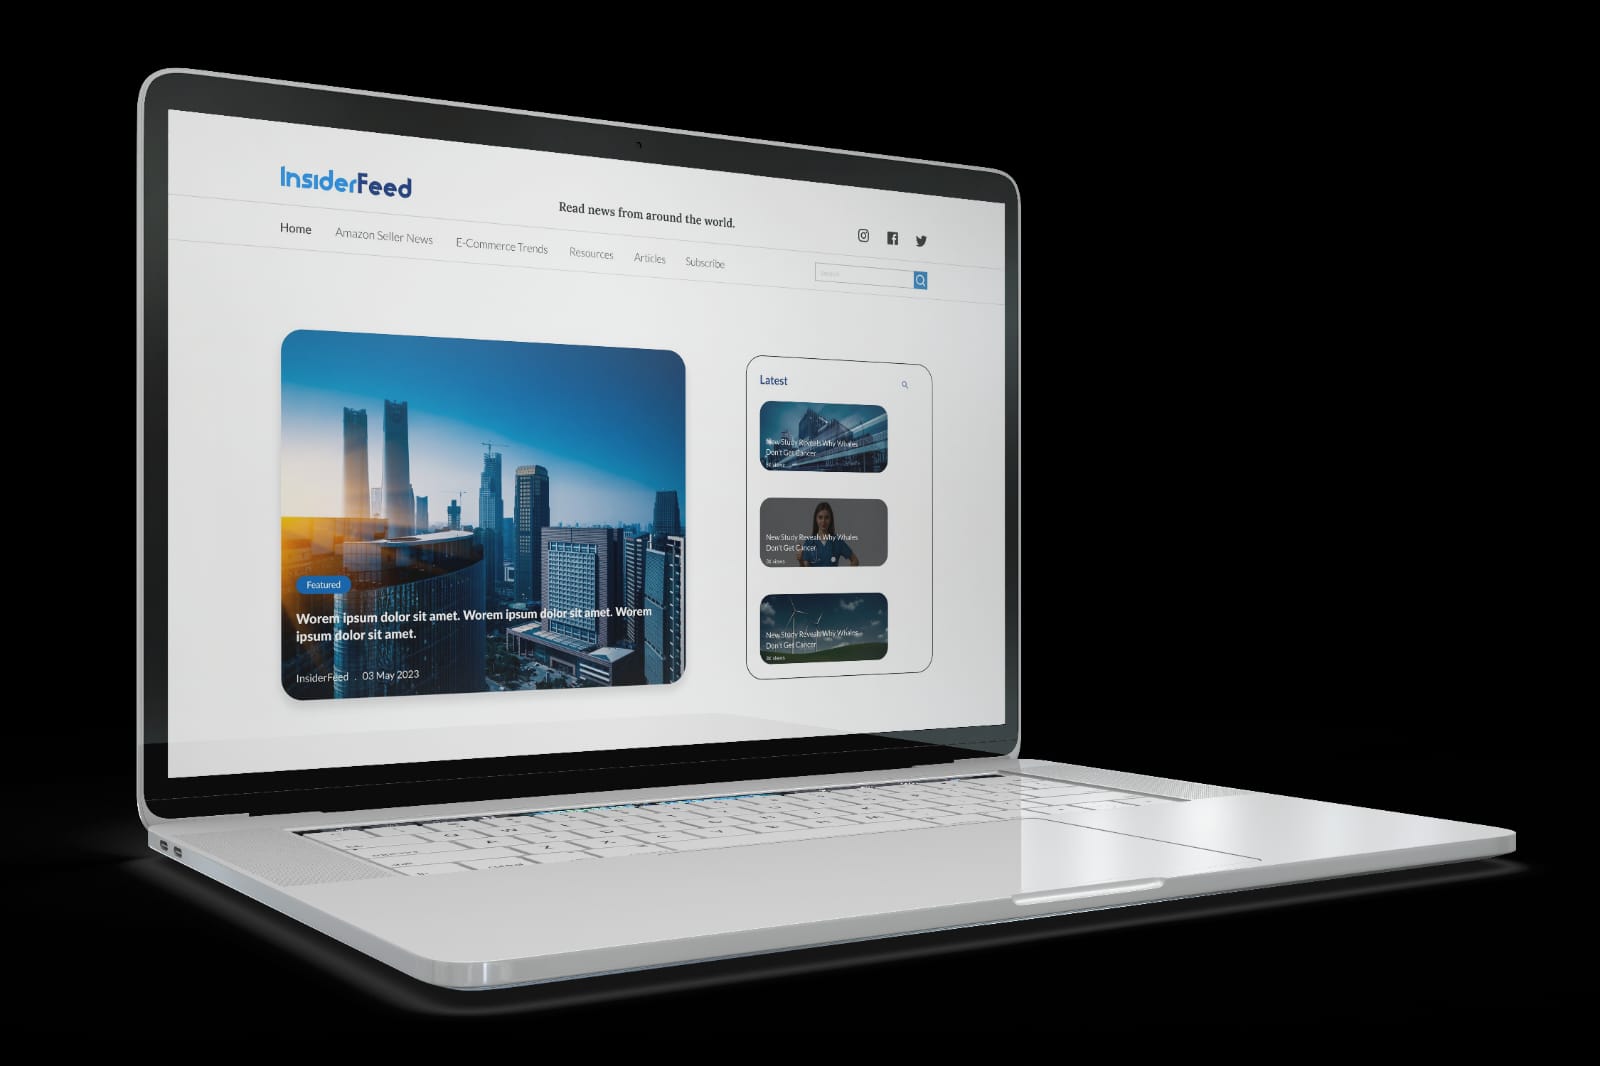 InsiderFeed
Read news from around the world.
Home Amazon Seller News E-Commerce Trends Resources Articles Subscribe
Search
Featured
Worem ipsum dolor sit amet. Worem ipsum dolor sit amet. Worem
ipsum dolor sit amet.
InsiderFeed . 03 May 2023
Latest
New Study Reveals Why Whales
Don't Get Cancer
New Study Reveals Why Whales
Don't Get Cancer
New Study Reveals Why Whales
Don't Get Cancer